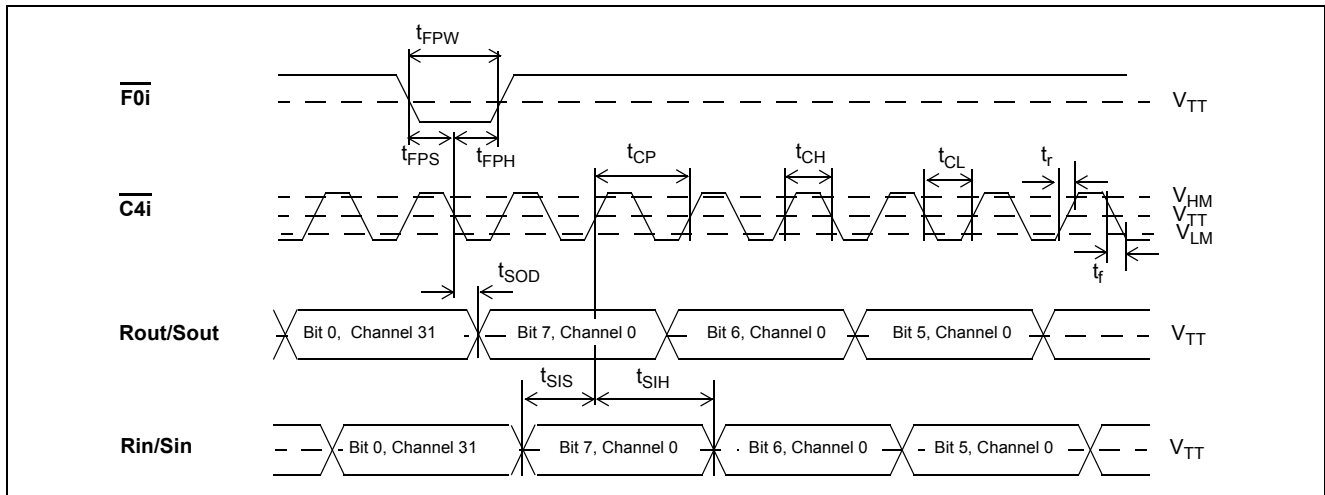 tFPW
F0i
VTT
tFPS
tFPH
tCP
tCH
tCL
tr
C4i
VHM
VTT
VLM
tf
tSOD
Rout/Sout
Bit 0, Channel 31
Bit 7, Channel 0
Bit 6, Channel 0
Bit 5, Channel 0
VTT
tSIS
tSIH
Rin/Sin
Bit 0, Channel 31
Bit 7, Channel 0
Bit 6, Channel 0
Bit 5, Channel 0
VTT